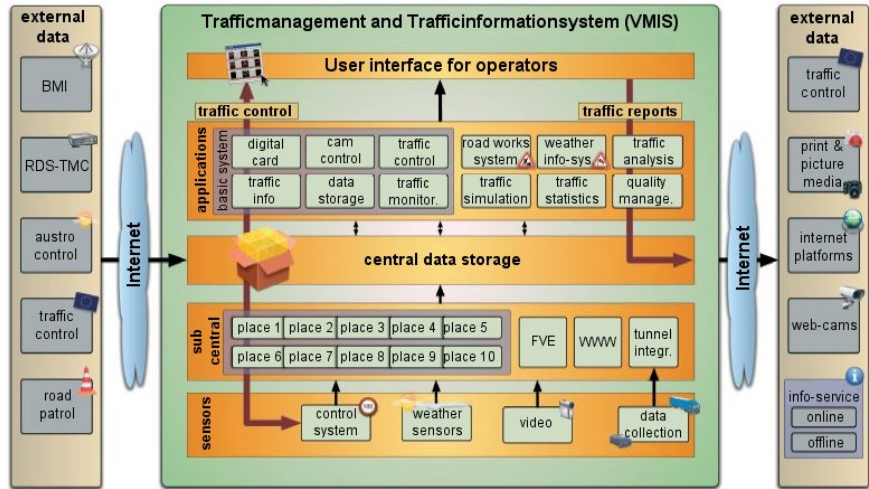 external
data
BMI
RDS-TMC
austro
control
traffic
control
road
patrol
Internet
Trafficmanagement and Trafficinformationsystem (VMIS)
User interface for operators
traffic control
traffic reports
applications
basic system
digital
card
cam
control
traffic
control
road works
system
weather
info-sys
traffic
analysis
traffic
info
data
storage
traffic
monitor.
traffic
simulation
traffic
statistics
quality
manage.
central data storage
sub
central
place 1
place 2
place 3
place 4
place 5
place 6
place 7
place 8
place 9
place 10
FVE
WWW
tunnel
integr.
sensors
control
system
100
weather
sensors
video
data
collection
Internet
external
data
traffic
control
print &
picture
media
internet
platforms
web-cams
info-service
online
offline